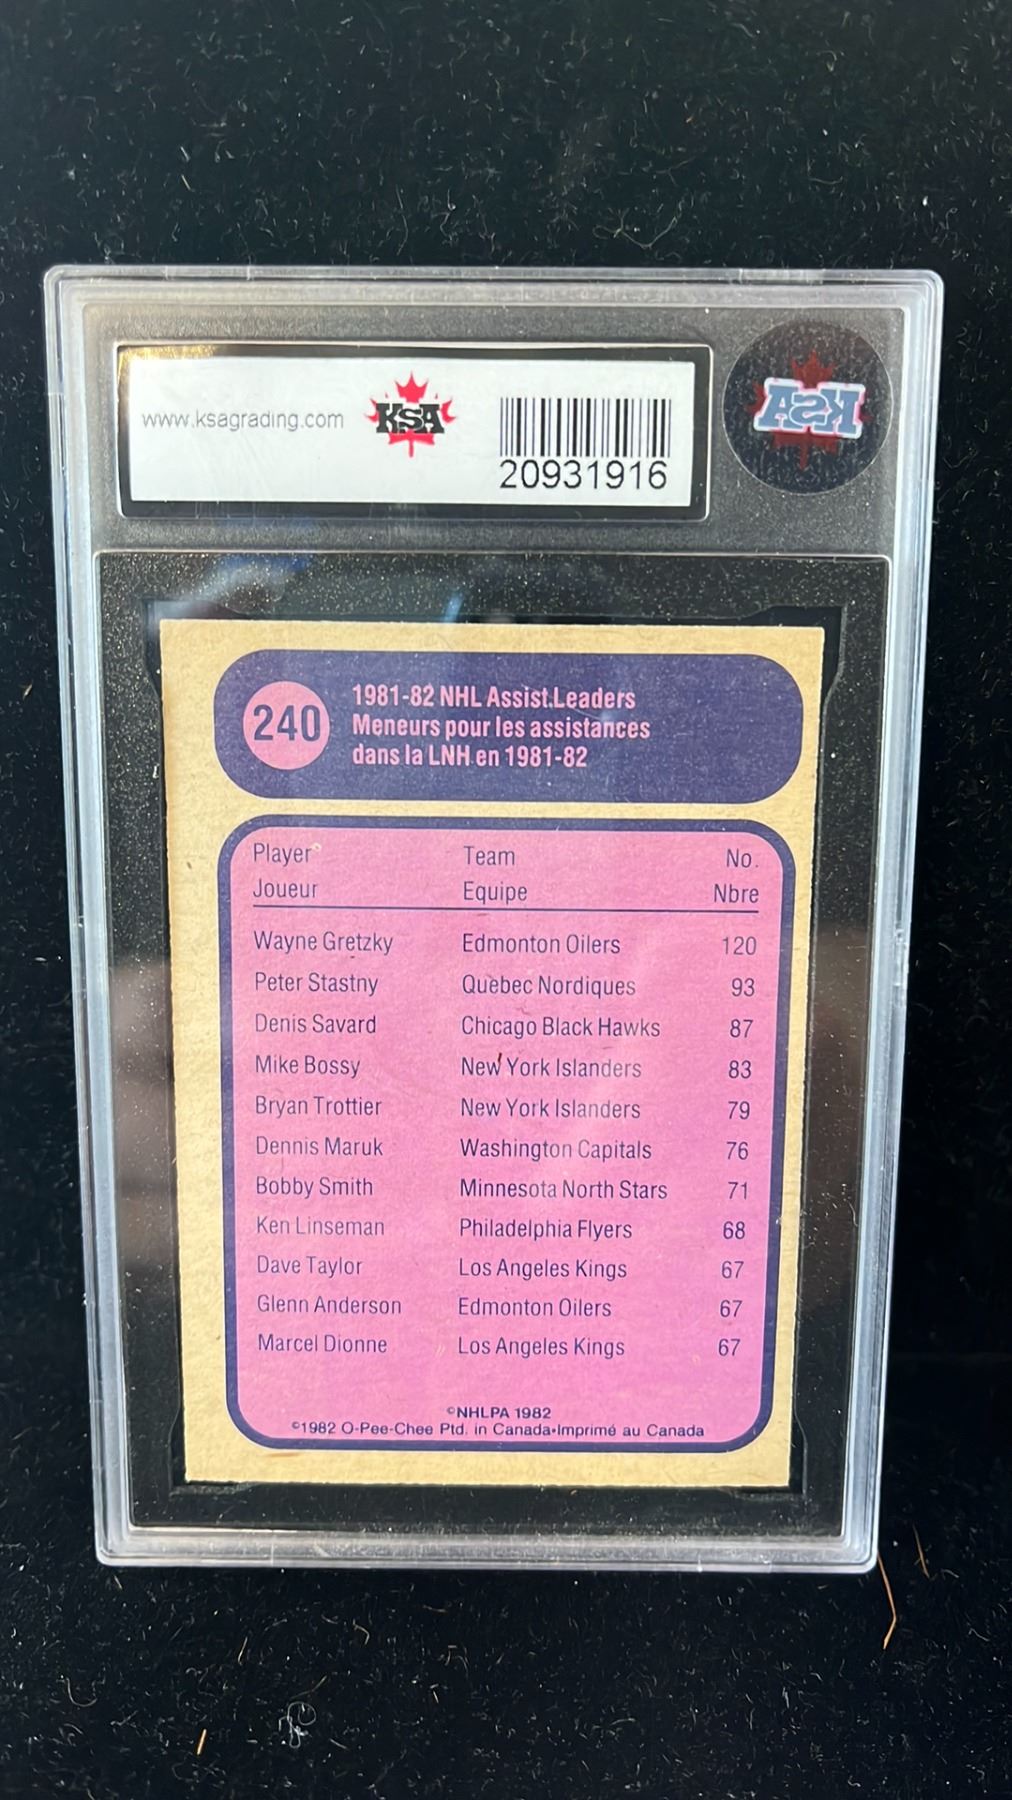 www.ksagrading.com
KSA
20931916
KSA
240
1981-82 NHL Assist.Leaders
Meneurs pour les assistances
dans la LNH en 1981-82
Player Team No.
Joueur Equipe Nbre
Wayne Gretzky Edmonton Oilers 120
Peter Stastny Quebec Nordiques 93
Denis Savard Chicago Black Hawks 87
Mike Bossy New York Islanders 83
Bryan Trottier New York Islanders 79
Dennis Maruk Washington Capitals 76
Bobby Smith Minnesota North Stars 71
Ken Linseman Philadelphia Flyers 68
Dave Taylor Los Angeles Kings 67
Glenn Anderson Edmonton Oilers 67
Marcel Dionne Los Angeles Kings 67
©NHLPA 1982
©1982 O-Pee-Chee Ptd. in Canada•Imprimé au Canada